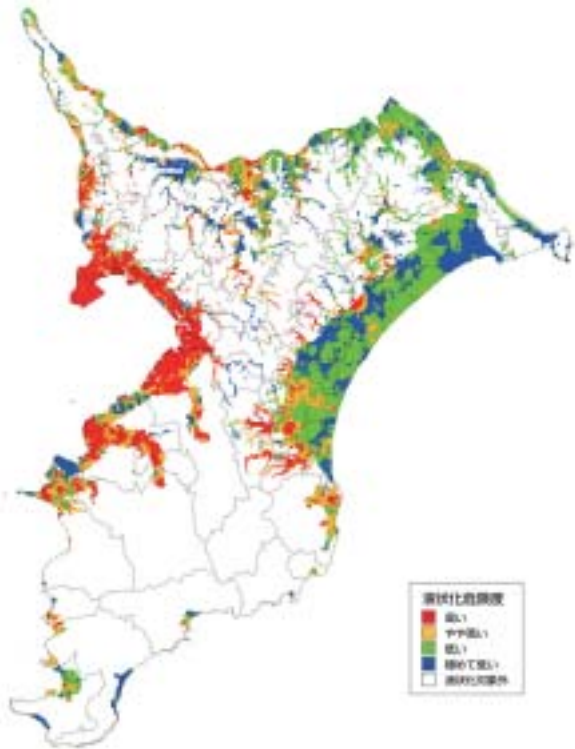 液状化危険度
高い
やや高い
低い
極めて低い
液状化対象外